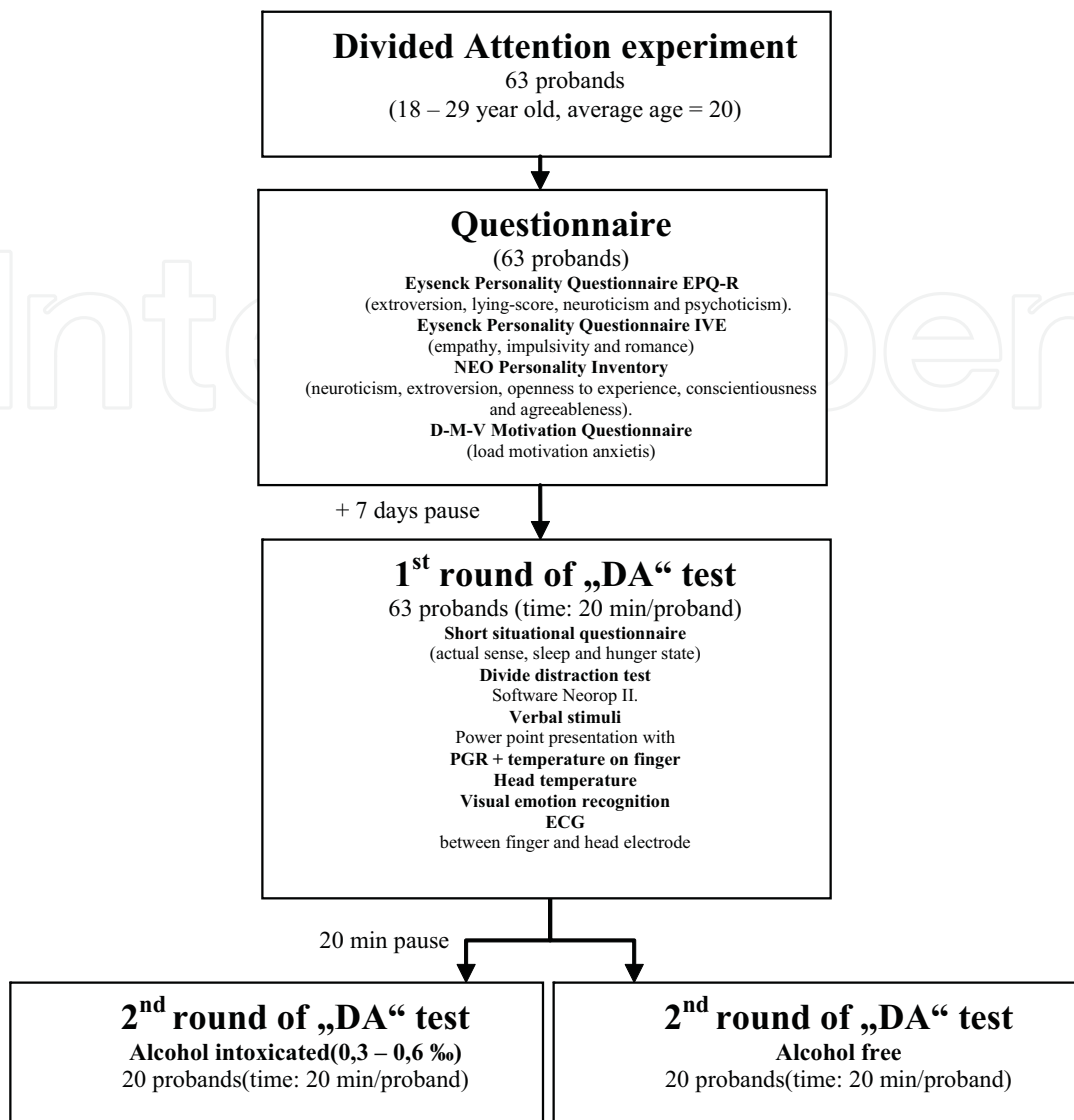 Divided Attention experiment
63 probands
(18 – 29 year old, average age = 20)
Questionnaire
(63 probands)
Eysenck Personality Questionnaire EPQ-R
(extroversion, lying-score, neuroticism and psychoticism).
Eysenck Personality Questionnaire IVE
(empathy, impulsivity and romance)
NEO Personality Inventory
(neuroticism, extroversion, openness to experience, conscientiousness
and agreeableness).
D-M-V Motivation Questionnaire
(load motivation anxietis)
+ 7 days pause
1st round of „DA“ test
63 probands (time: 20 min/proband)
Short situational questionnaire
(actual sense, sleep and hunger state)
Divide distraction test
Software Neorop II.
Verbal stimuli
Power point presentation with
PGR + temperature on finger
Head temperature
Visual emotion recognition
ECG
between finger and head electrode
20 min pause
2nd round of „DA“ test
Alcohol intoxicated(0,3 – 0,6 ‰)
20 probands(time: 20 min/proband)
2nd round of „DA“ test
Alcohol free
20 probands(time: 20 min/proband)